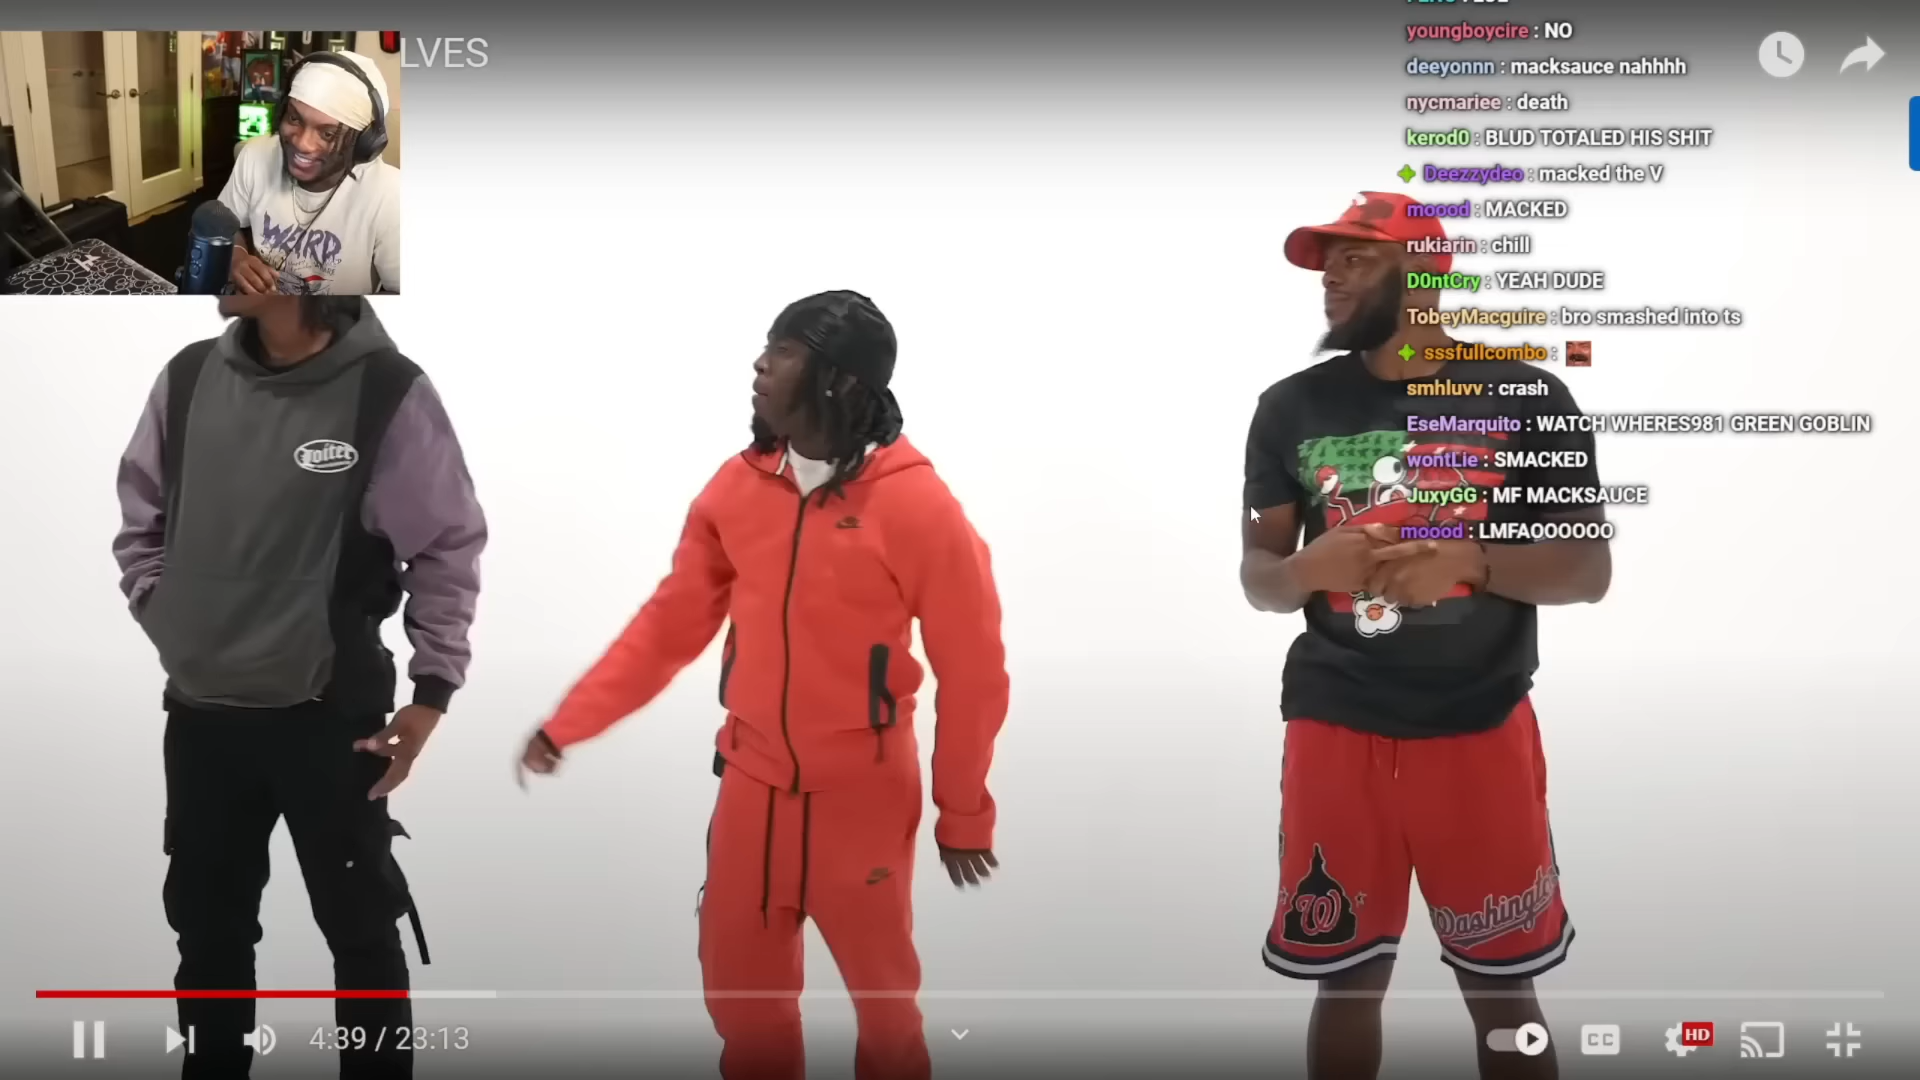 LVES
youngboycire : NO
deeyonnn : macksauce nahhhh
nycmariee : death
kerod0 : BLUD TOTALED HIS SHIT
Deezzydeo : macked the V
moood : MACKED
rukiarin : chill
D0ntCry : YEAH DUDE
TobeyMacguire : bro smashed into ts
sssfullcombo :
smhluvv : crash
EseMarquito : WATCH WHERES981 GREEN GOBLIN
wontLie : SMACKED
JuxyGG : MF MACKSAUCE
moood : LMFAOOOOOO
WEIRD
loiter
W
Washington
4:39 / 23:13
CC
HD